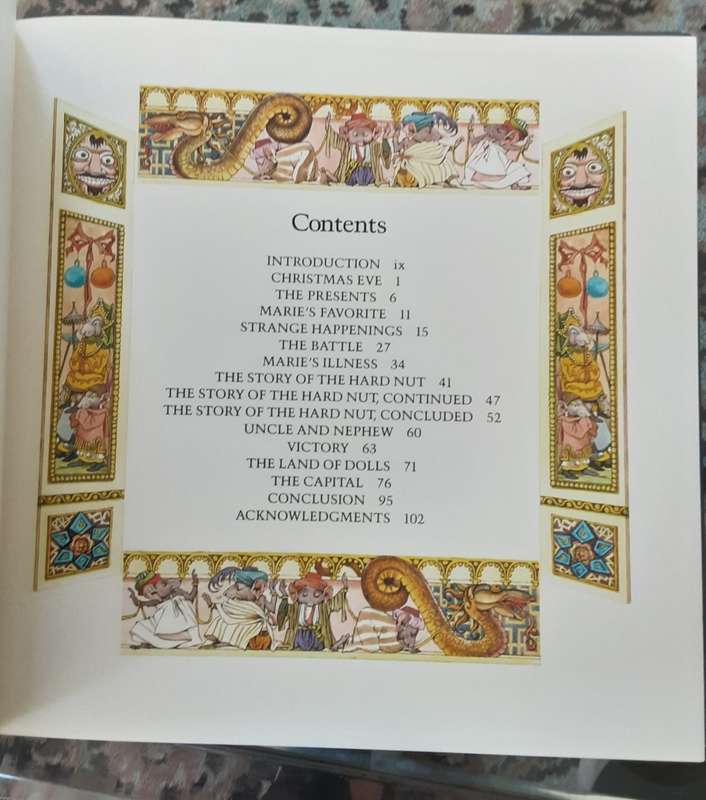 Contents
INTRODUCTION ix
CHRISTMAS EVE 1
THE PRESENTS 6
MARIE'S FAVORITE 11
STRANGE HAPPENINGS 15
THE BATTLE 27
MARIE'S ILLNESS 34
THE STORY OF THE HARD NUT 41
THE STORY OF THE HARD NUT, CONTINUED 47
THE STORY OF THE HARD NUT, CONCLUDED 52
UNCLE AND NEPHEW 60
VICTORY 63
THE LAND OF DOLLS 71
THE CAPITAL 76
CONCLUSION 95
ACKNOWLEDGMENTS 102